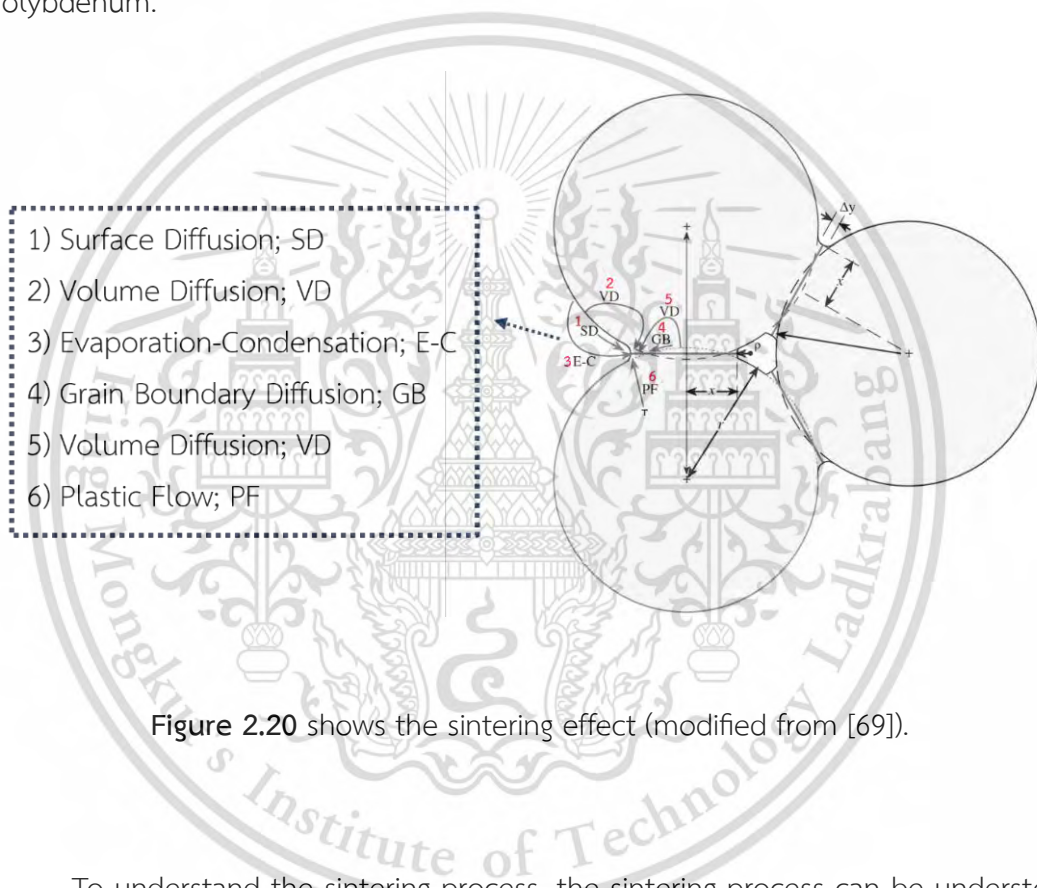 olybdenum.
1) Surface Diffusion; SD
2) Volume Diffusion; VD
3) Evaporation-Condensation; E-C
4) Grain Boundary Diffusion; GB
5) Volume Diffusion; VD
6) Plastic Flow; PF
Δy
x
2
VD
5
VD
1
SD
4
GB
3 E-C
6
PF
ρ
x
r
Figure 2.20 shows the sintering effect (modified from [69]).
King Mongkut's Institute of Technology Ladkrabang
To understand the sintering process, the sintering process can be understo